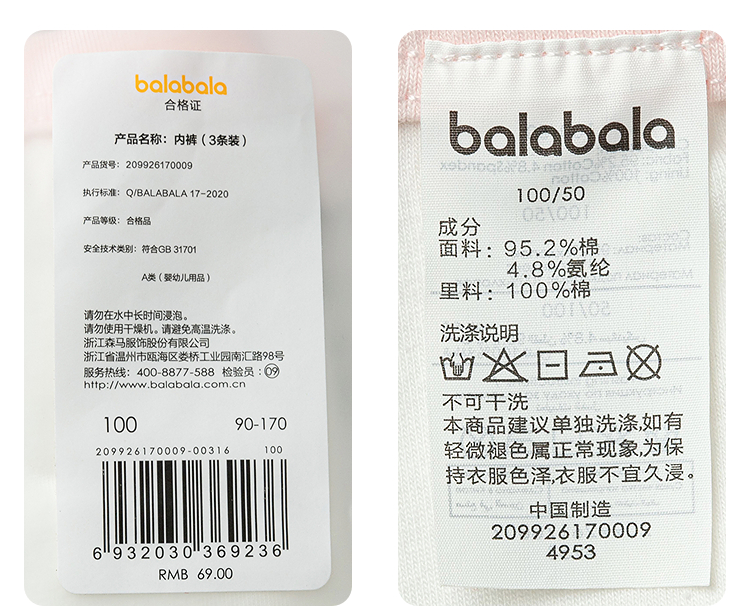 balabala
合格证
产品名称: 内裤(3条装)
产品货号: 209926170009
执行标准: Q/BALABALA 17-2020
产品等级: 合格品
安全技术类别: 符合GB 31701
A类(婴幼儿用品)
请勿在水中长时间浸泡。
请勿使用干燥机。请避免高温洗涤。
浙江森马服饰股份有限公司
浙江省温州市瓯海区娄桥工业园南汇路98号
服务热线: 400-8877-588 检验员: 09
http://www.balabala.com.cn
100 90-170
209926170009-00316 100
6 932030 369236
RMB 69.00
balabala
100/50
成分
面料: 95.2%棉
4.8%氨纶
里料: 100%棉
洗涤说明
不可干洗
本商品建议单独洗涤,如有
轻微褪色属正常现象,为保
持衣服色泽,衣服不宜久浸。
中国制造
209926170009
4953